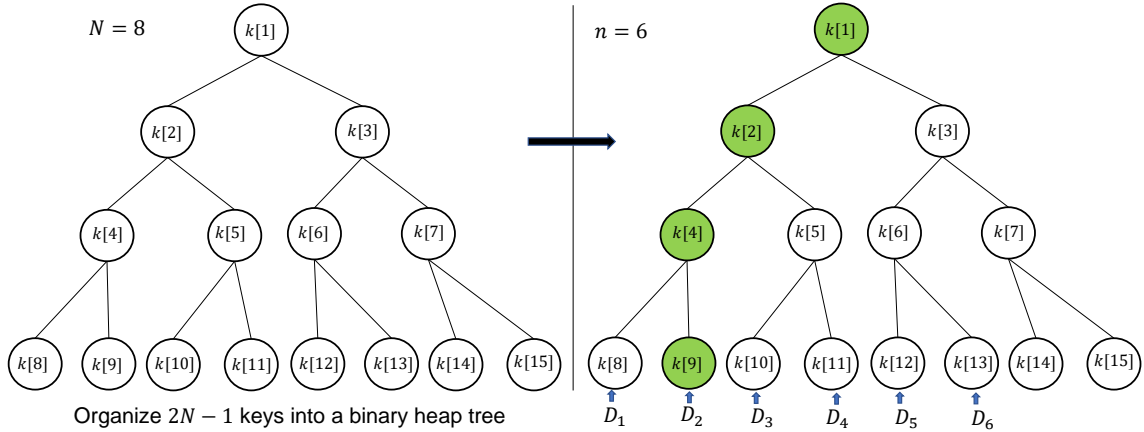 N = 8
k[1]
k[2] k[3]
k[4] k[5] k[6] k[7]
k[8] k[9] k[10] k[11] k[12] k[13] k[14] k[15]
Organize 2N − 1 keys into a binary heap tree
n = 6
k[1]
k[2] k[3]
k[4] k[5] k[6] k[7]
k[8] k[9] k[10] k[11] k[12] k[13] k[14] k[15]
D₁ D₂ D₃ D₄ D₅ D₆